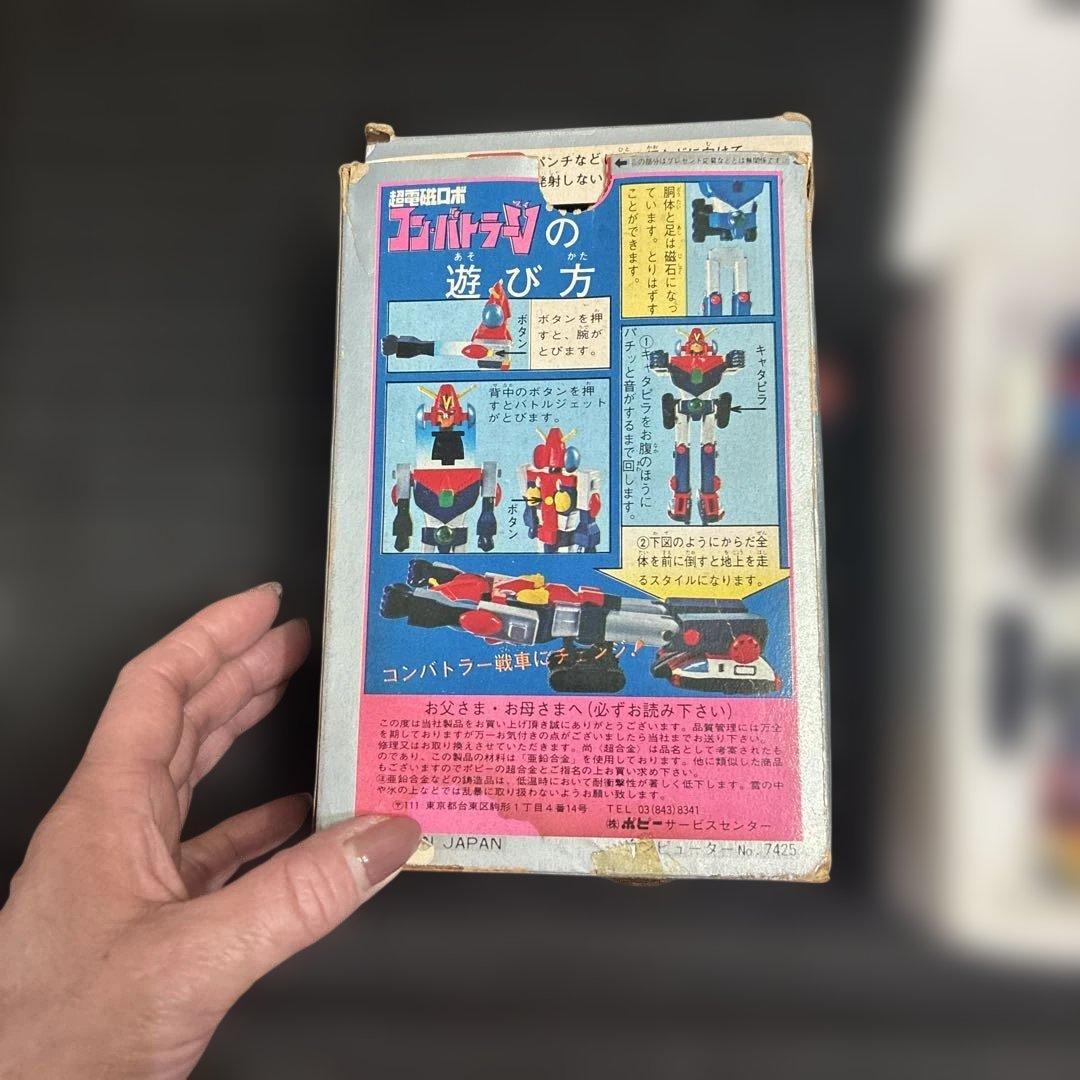 パンチなど
発射しない
この部分はプレゼント応募などとは無関係です
超電磁ロボ
コン・バトラーV
ブイ
の
あそ かた
遊び方
ボタン
ボタンを押
すと、腕が
とびます。
背中のボタンを押
すとバトルジェット
がとびます。
ボタン
胴体と足は磁石になっ
ています。とりはずす
ことができます。
①キャタピラをお腹のほうに
パチッと音がするまで回します。
キャタピラ
②下図のようにからだ全
体を前に倒すと地上を走
るスタイルになります。
コンバトラー戦車にチェンジ!
お父さま・お母さまへ(必ずお読み下さい)
この度は当社製品をお買い上げ頂き誠にありがとうございます。品質管理には万全
を期しておりますが万一お気付きの点がございましたら当社までお送り下さい。
修理又はお取り換えさせていただきます。尚〈超合金〉は品名として考案されたも
のであり、この製品の材料は「亜鉛合金」を使用しております。他に類似した商品
もございますのでポピーの超合金とご指名の上お買い求め下さい。
㊟亜鉛合金などの鋳造品は、低温時において耐衝撃性が著しく低下します。雪の中
や氷の上などでは乱暴に取り扱わないようお願い致します。
〒111 東京都台東区駒形1丁目4番14号 TEL 03(843)8341
㈱ポピーサービスセンター
JAPAN
コンピューターNo.7425